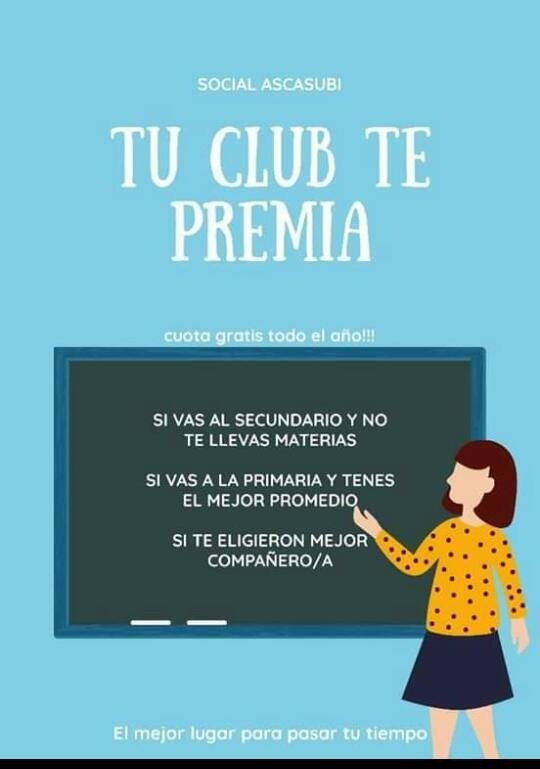 SOCIAL ASCASUBI
TU CLUB TE
PREMIA
cuota gratis todo el año!!!
SI VAS AL SECUNDARIO Y NO
TE LLEVAS MATERIAS
SI VAS A LA PRIMARIA Y TENES
EL MEJOR PROMEDIO
SI TE ELIGIERON MEJOR
COMPAÑERO/A
El mejor lugar para pasar tu tiempo